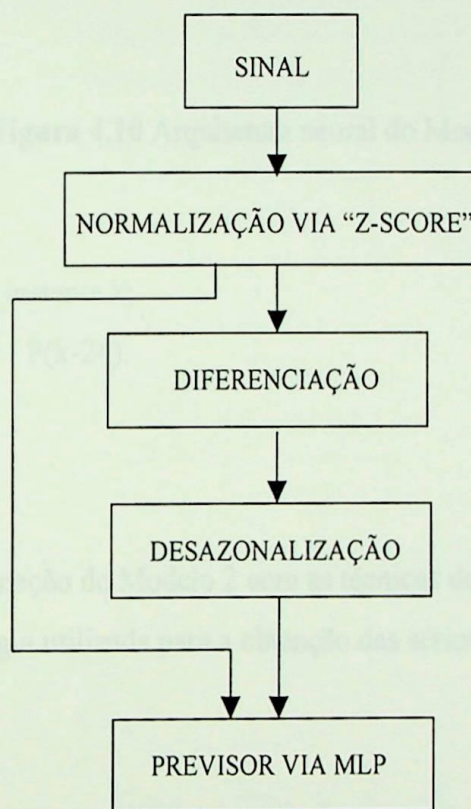 SINAL
NORMALIZAÇÃO VIA “Z-SCORE”
DIFERENCIAÇÃO
DESAZONALIZAÇÃO
PREVISOR VIA MLP